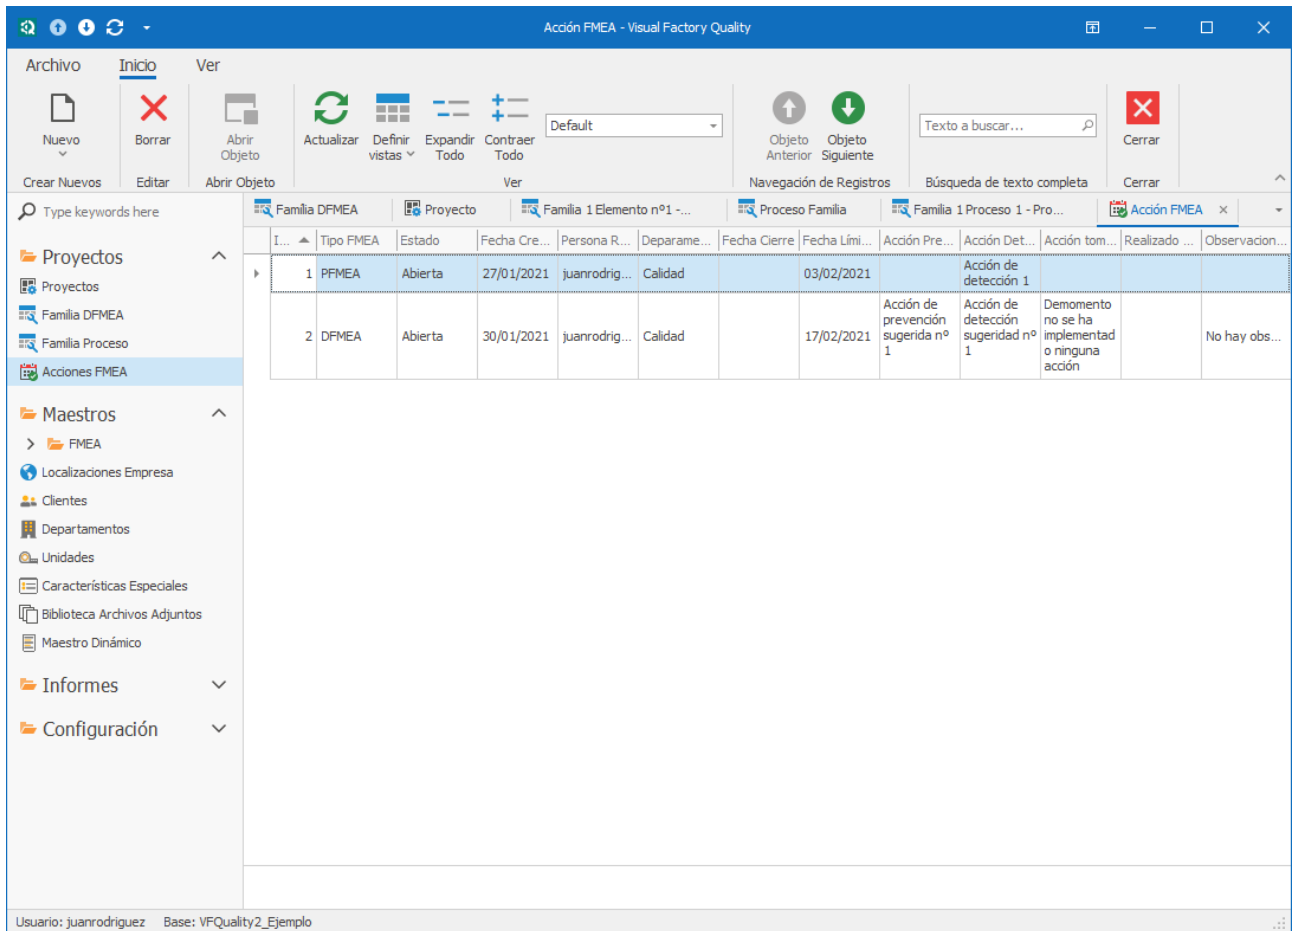 Acción FMEA - Visual Factory Quality
Archivo Inicio Ver
Nuevo Borrar Abrir Objeto Actualizar Definir vistas Expandir Todo Contraer Todo Default Objeto Anterior Objeto Siguiente Texto a buscar... Cerrar
Crear Nuevos Editar Abrir Objeto Ver Navegación de Registros Búsqueda de texto completa Cerrar
Type keywords here
Familia DFMEA Proyecto Familia 1 Elemento nº1 -... Proceso Familia Familia 1 Proceso 1 - Pro... Acción FMEA
I... Tipo FMEA Estado Fecha Cre... Persona R... Deparame... Fecha Cierre Fecha Lími... Acción Pre... Acción Det... Acción tom... Realizado ... Observacion...
1 PFMEA Abierta 27/01/2021 juanrodrig... Calidad 03/02/2021 Acción de detección 1
2 DFMEA Abierta 30/01/2021 juanrodrig... Calidad 17/02/2021 Acción de prevención sugerida nº 1 Acción de detección sugeridad nº 1 Demomento no se ha implementad o ninguna acción No hay obs...
Proyectos
Proyectos
Familia DFMEA
Familia Proceso
Acciones FMEA
Maestros
FMEA
Localizaciones Empresa
Clientes
Departamentos
Unidades
Características Especiales
Biblioteca Archivos Adjuntos
Maestro Dinámico
Informes
Configuración
Usuario: juanrodriguez Base: VFQuality2_Ejemplo